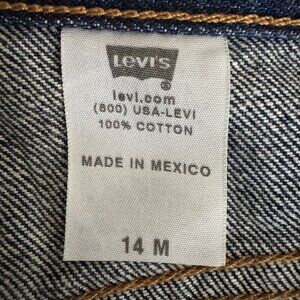 LEVI'S
®
levi.com
(800) USA-LEVI
100% COTTON
MADE IN MEXICO
14 M